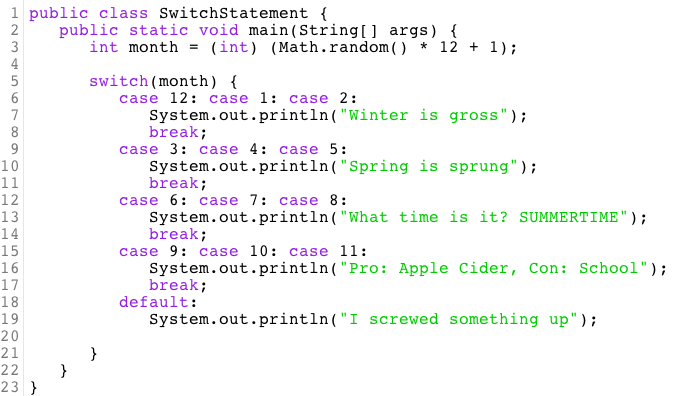 1 public class SwitchStatement {
2 public static void main(String[] args) {
3 int month = (int) (Math.random() * 12 + 1);
4
5 switch(month) {
6 case 12: case 1: case 2:
7 System.out.println("Winter is gross");
8 break;
9 case 3: case 4: case 5:
10 System.out.println("Spring is sprung");
11 break;
12 case 6: case 7: case 8:
13 System.out.println("What time is it? SUMMERTIME");
14 break;
15 case 9: case 10: case 11:
16 System.out.println("Pro: Apple Cider, Con: School");
17 break;
18 default:
19 System.out.println("I screwed something up");
20
21 }
22 }
23 }